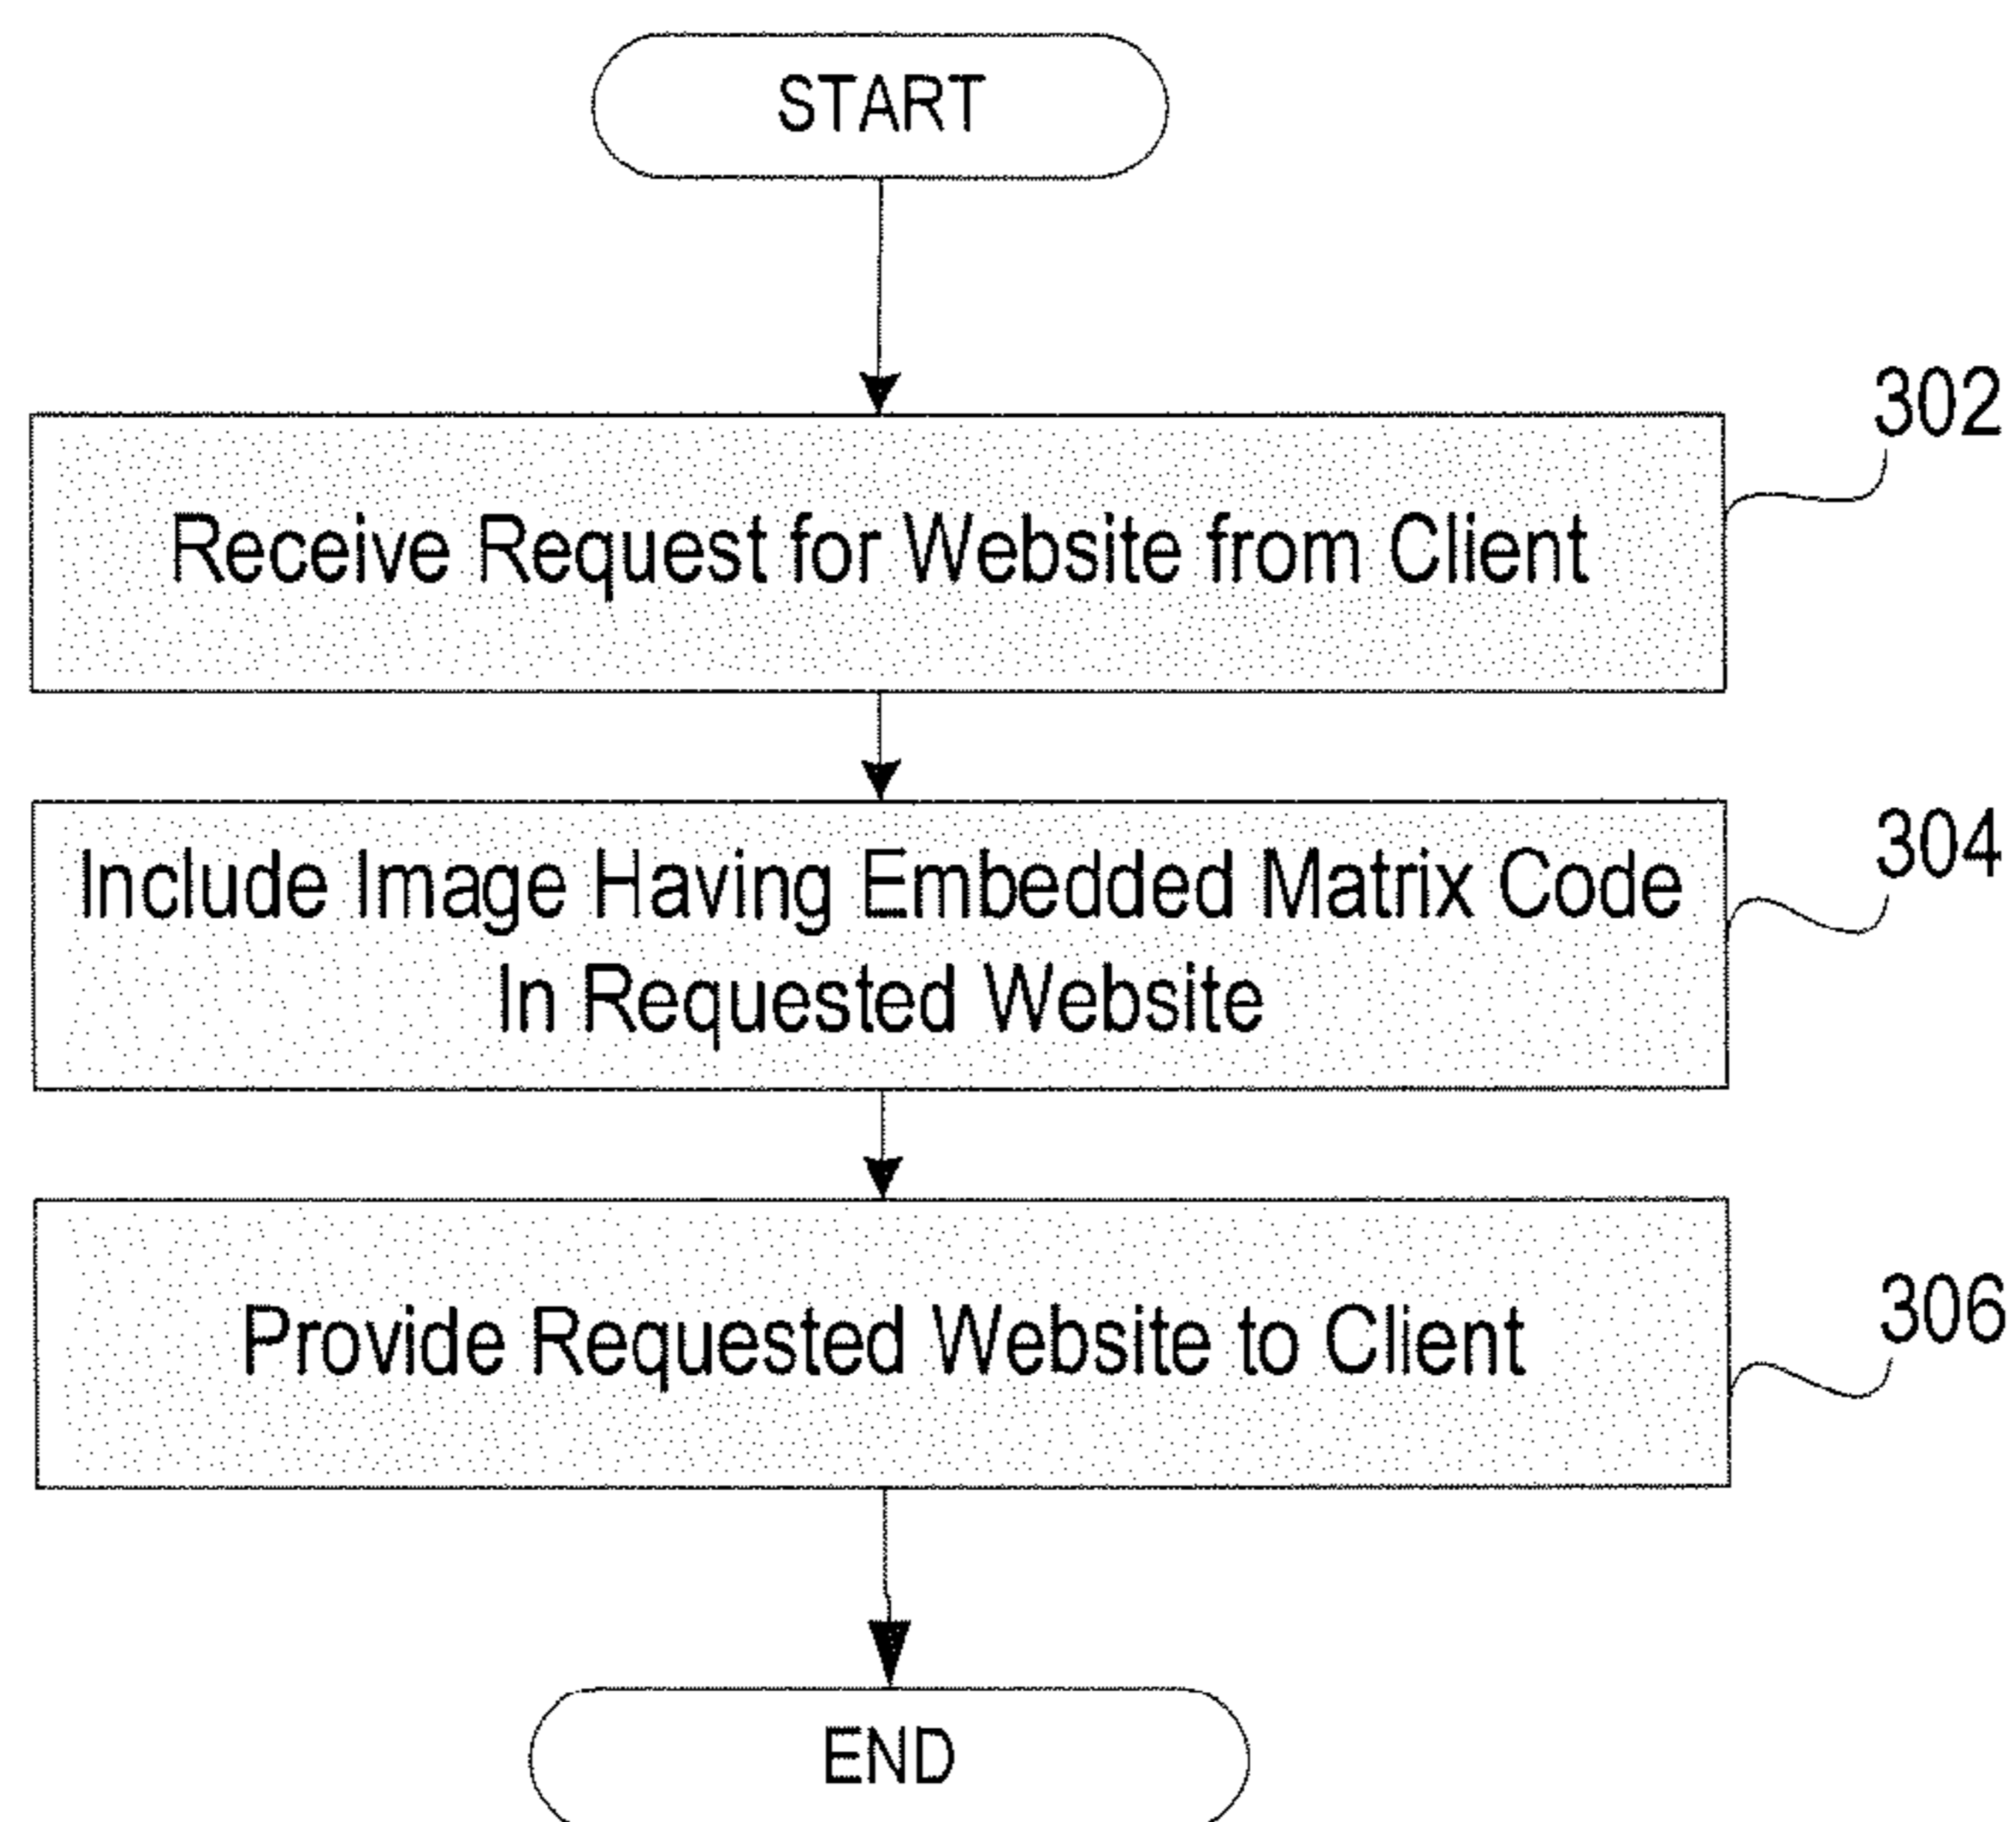 START
302
Receive Request for Website from Client
304
Include Image Having Embedded Matrix Code
In Requested Website
306
Provide Requested Website to Client
END